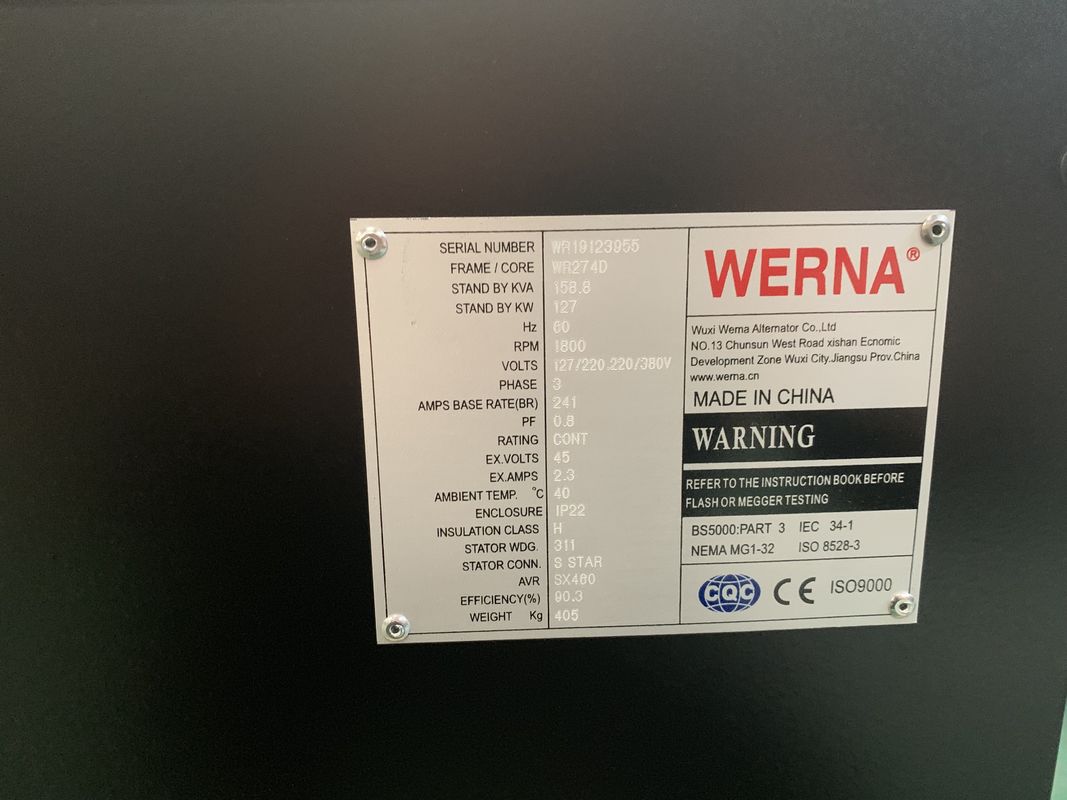 SERIAL NUMBER WR19123955
FRAME / CORE WR274D
STAND BY KVA 158.8
STAND BY KW 127
Hz 60
RPM 1800
VOLTS 127/220.220/380V
PHASE 3
AMPS BASE RATE(BR) 241
PF 0.8
RATING CONT
EX.VOLTS 45
EX.AMPS 2.3
AMBIENT TEMP. °C 40
ENCLOSURE IP22
INSULATION CLASS H
STATOR WDG. 311
STATOR CONN. S STAR
AVR SX460
EFFICIENCY(%) 90.3
WEIGHT Kg 405
WERNA®
Wuxi Werna Alternator Co.,Ltd
NO.13 Chunsun West Road xishan Ecnomic
Development Zone Wuxi City.Jiangsu Prov.China
www.werna.cn
MADE IN CHINA
WARNING
REFER TO THE INSTRUCTION BOOK BEFORE
FLASH OR MEGGER TESTING
BS5000:PART 3 IEC 34-1
NEMA MG1-32 ISO 8528-3
CQC CE ISO9000